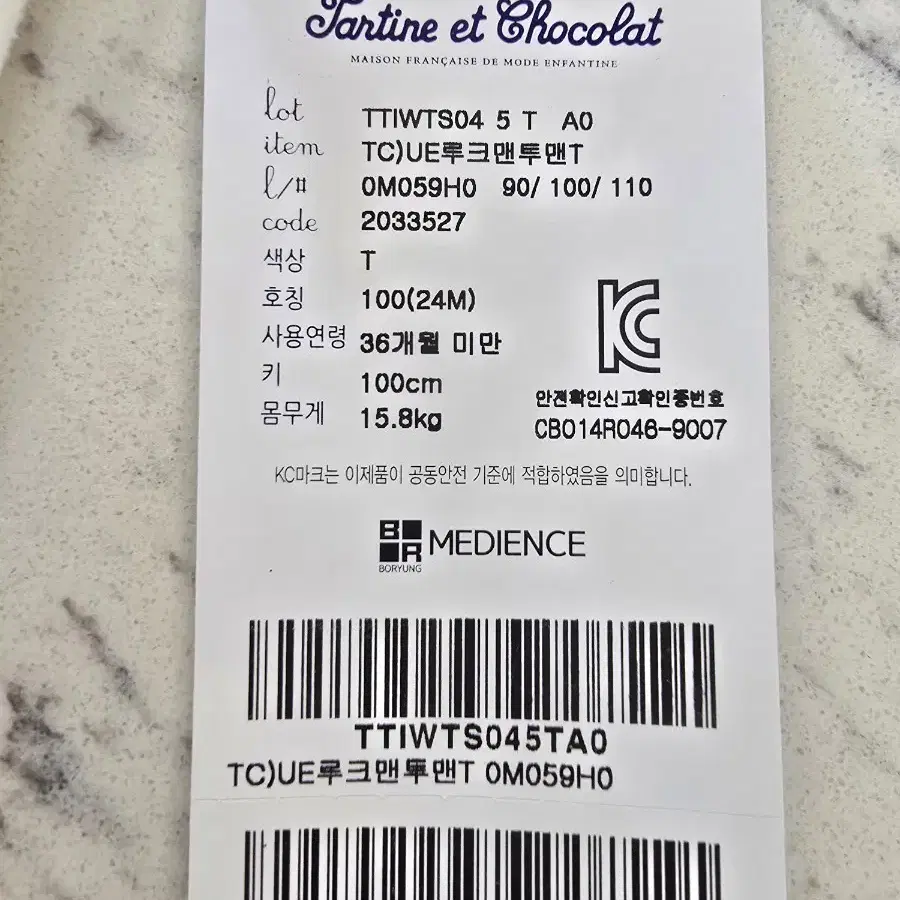 Tartine et Chocolat
MAISON FRANÇAISE DE MODE ENFANTINE
lot TTIWTS04 5 T A0
item TC)UE루크맨투맨T
l/# 0M059H0 90/ 100/ 110
code 2033527
색상 T
호칭 100(24M)
사용연령 36개월 미만
키 100cm
몸무게 15.8kg
KC
안전확인신고확인증번호
CB014R046-9007
KC마크는 이제품이 공동안전 기준에 적합하였음을 의미합니다.
BR MEDIENCE
BORYUNG
TTIWTS045TA0
TC)UE루크맨투맨T 0M059H0